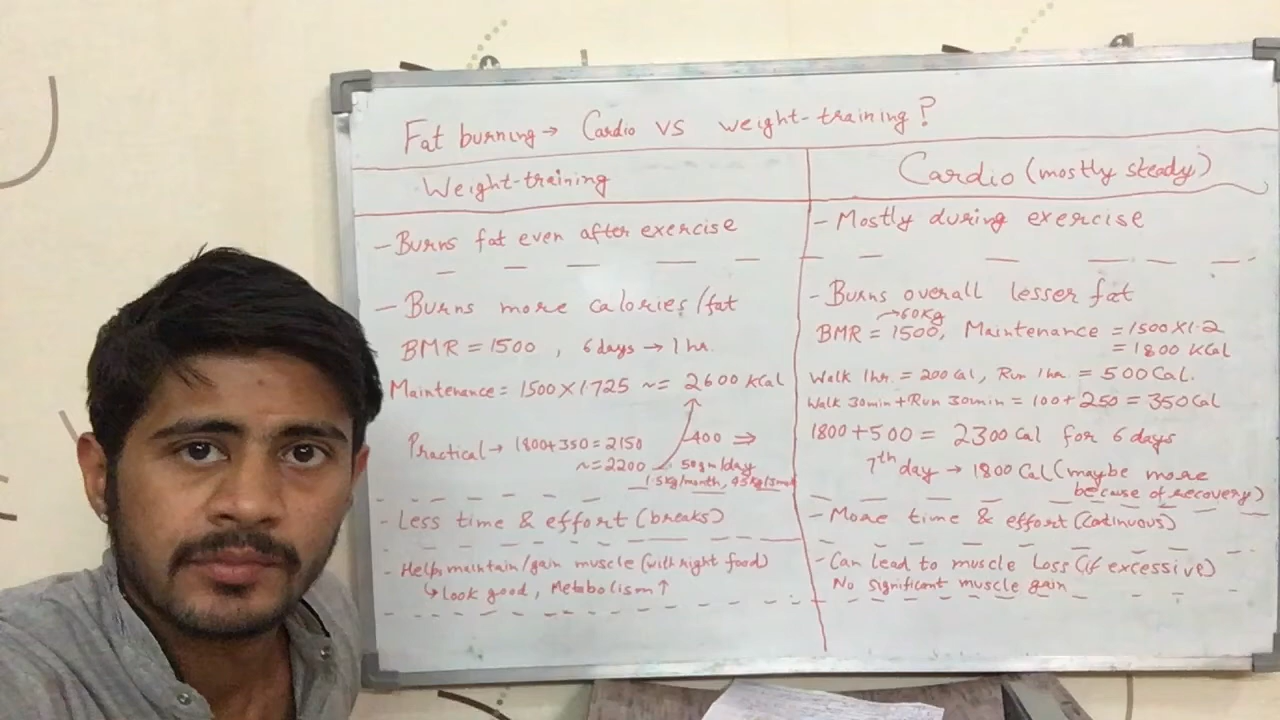 Fat burning → Cardio VS weight-training?
Weight-training
- Burns fat even after exercise
- Burns more calories/fat
BMR = 1500 , 6 days → 1 hr.
Maintenance = 1500 X 1.725 ~= 2600 KCal
Practical → 1800+350 = 2150
~= 2200
400 ⇒
50gm/day
1.5kg/month, 4.5kg/3mon
- Less time & effort (breaks)
- Helps maintain/gain muscle (with right food)
↳ Look good, Metabolism ↑
Cardio (mostly steady)
- Mostly during exercise
- Burns overall lesser fat
→ 60Kg
BMR = 1500, Maintenance = 1500 X 1.2
= 1800 KCal
Walk 1hr. = 200 Cal, Run 1hr = 500 Cal.
Walk 30min + Run 30min = 100 + 250 = 350 Cal
1800 + 500 = 2300 Cal for 6 days
7th day → 1800 Cal (maybe more
because of recovery)
- More time & effort (Cotinuous)
- Can lead to muscle Loss (if excessive)
No significant muscle gain